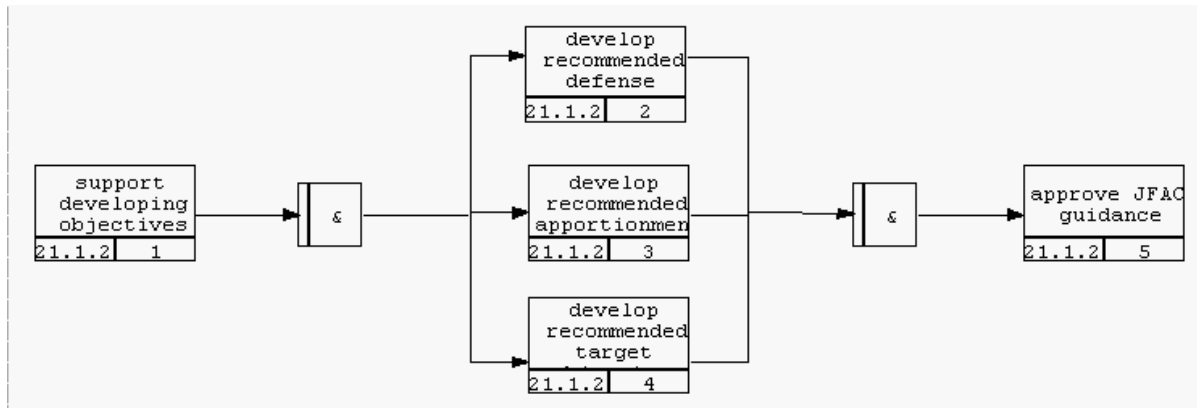 support
developing
objectives
21.1.2 1
&
develop
recommended
defense
21.1.2 2
develop
recommended
apportionmen
21.1.2 3
develop
recommended
target
21.1.2 4
&
approve JFAC
guidance
21.1.2 5